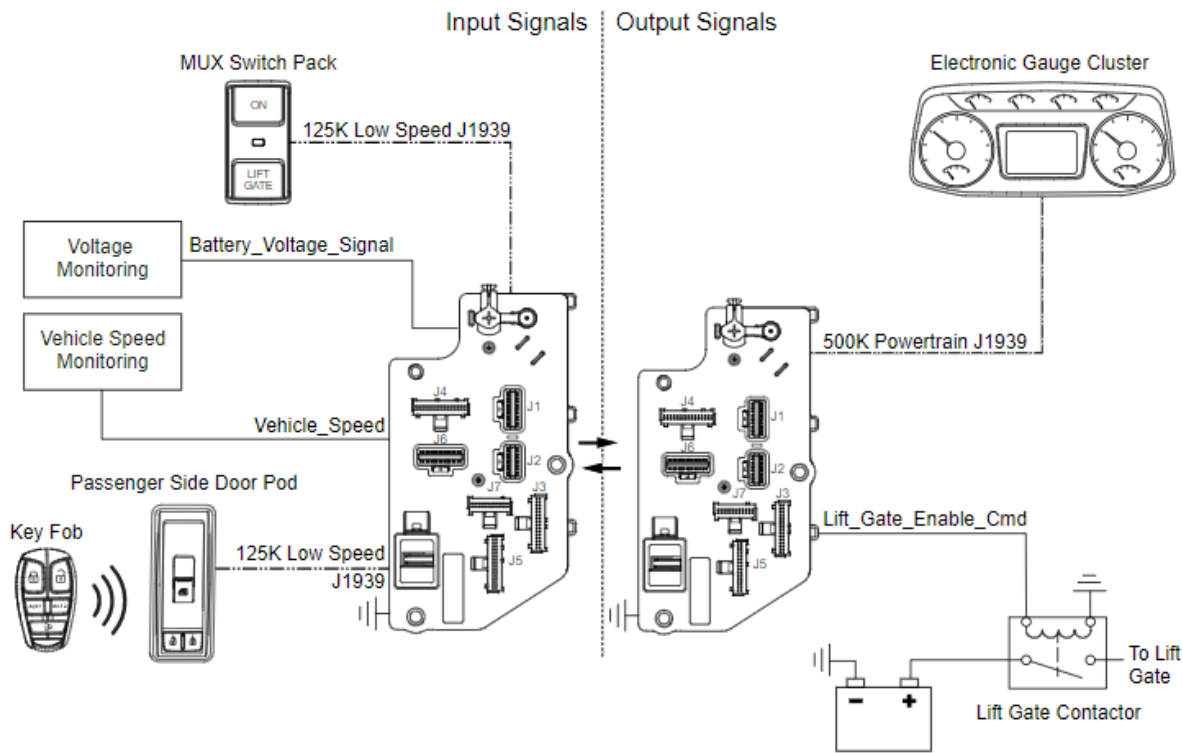 Input Signals
Output Signals
MUX Switch Pack
ON
LIFT
GATE
125K Low Speed J1939
Electronic Gauge Cluster
Voltage
Monitoring
Battery_Voltage_Signal
Vehicle Speed
Monitoring
Vehicle_Speed
500K Powertrain J1939
J4
J1
J6
J2
J7
J3
J5
J4
J1
J6
J2
J7
J3
J5
Passenger Side Door Pod
Key Fob
125K Low Speed
J1939
Lift_Gate_Enable_Cmd
To Lift
Gate
Lift Gate Contactor
-
+